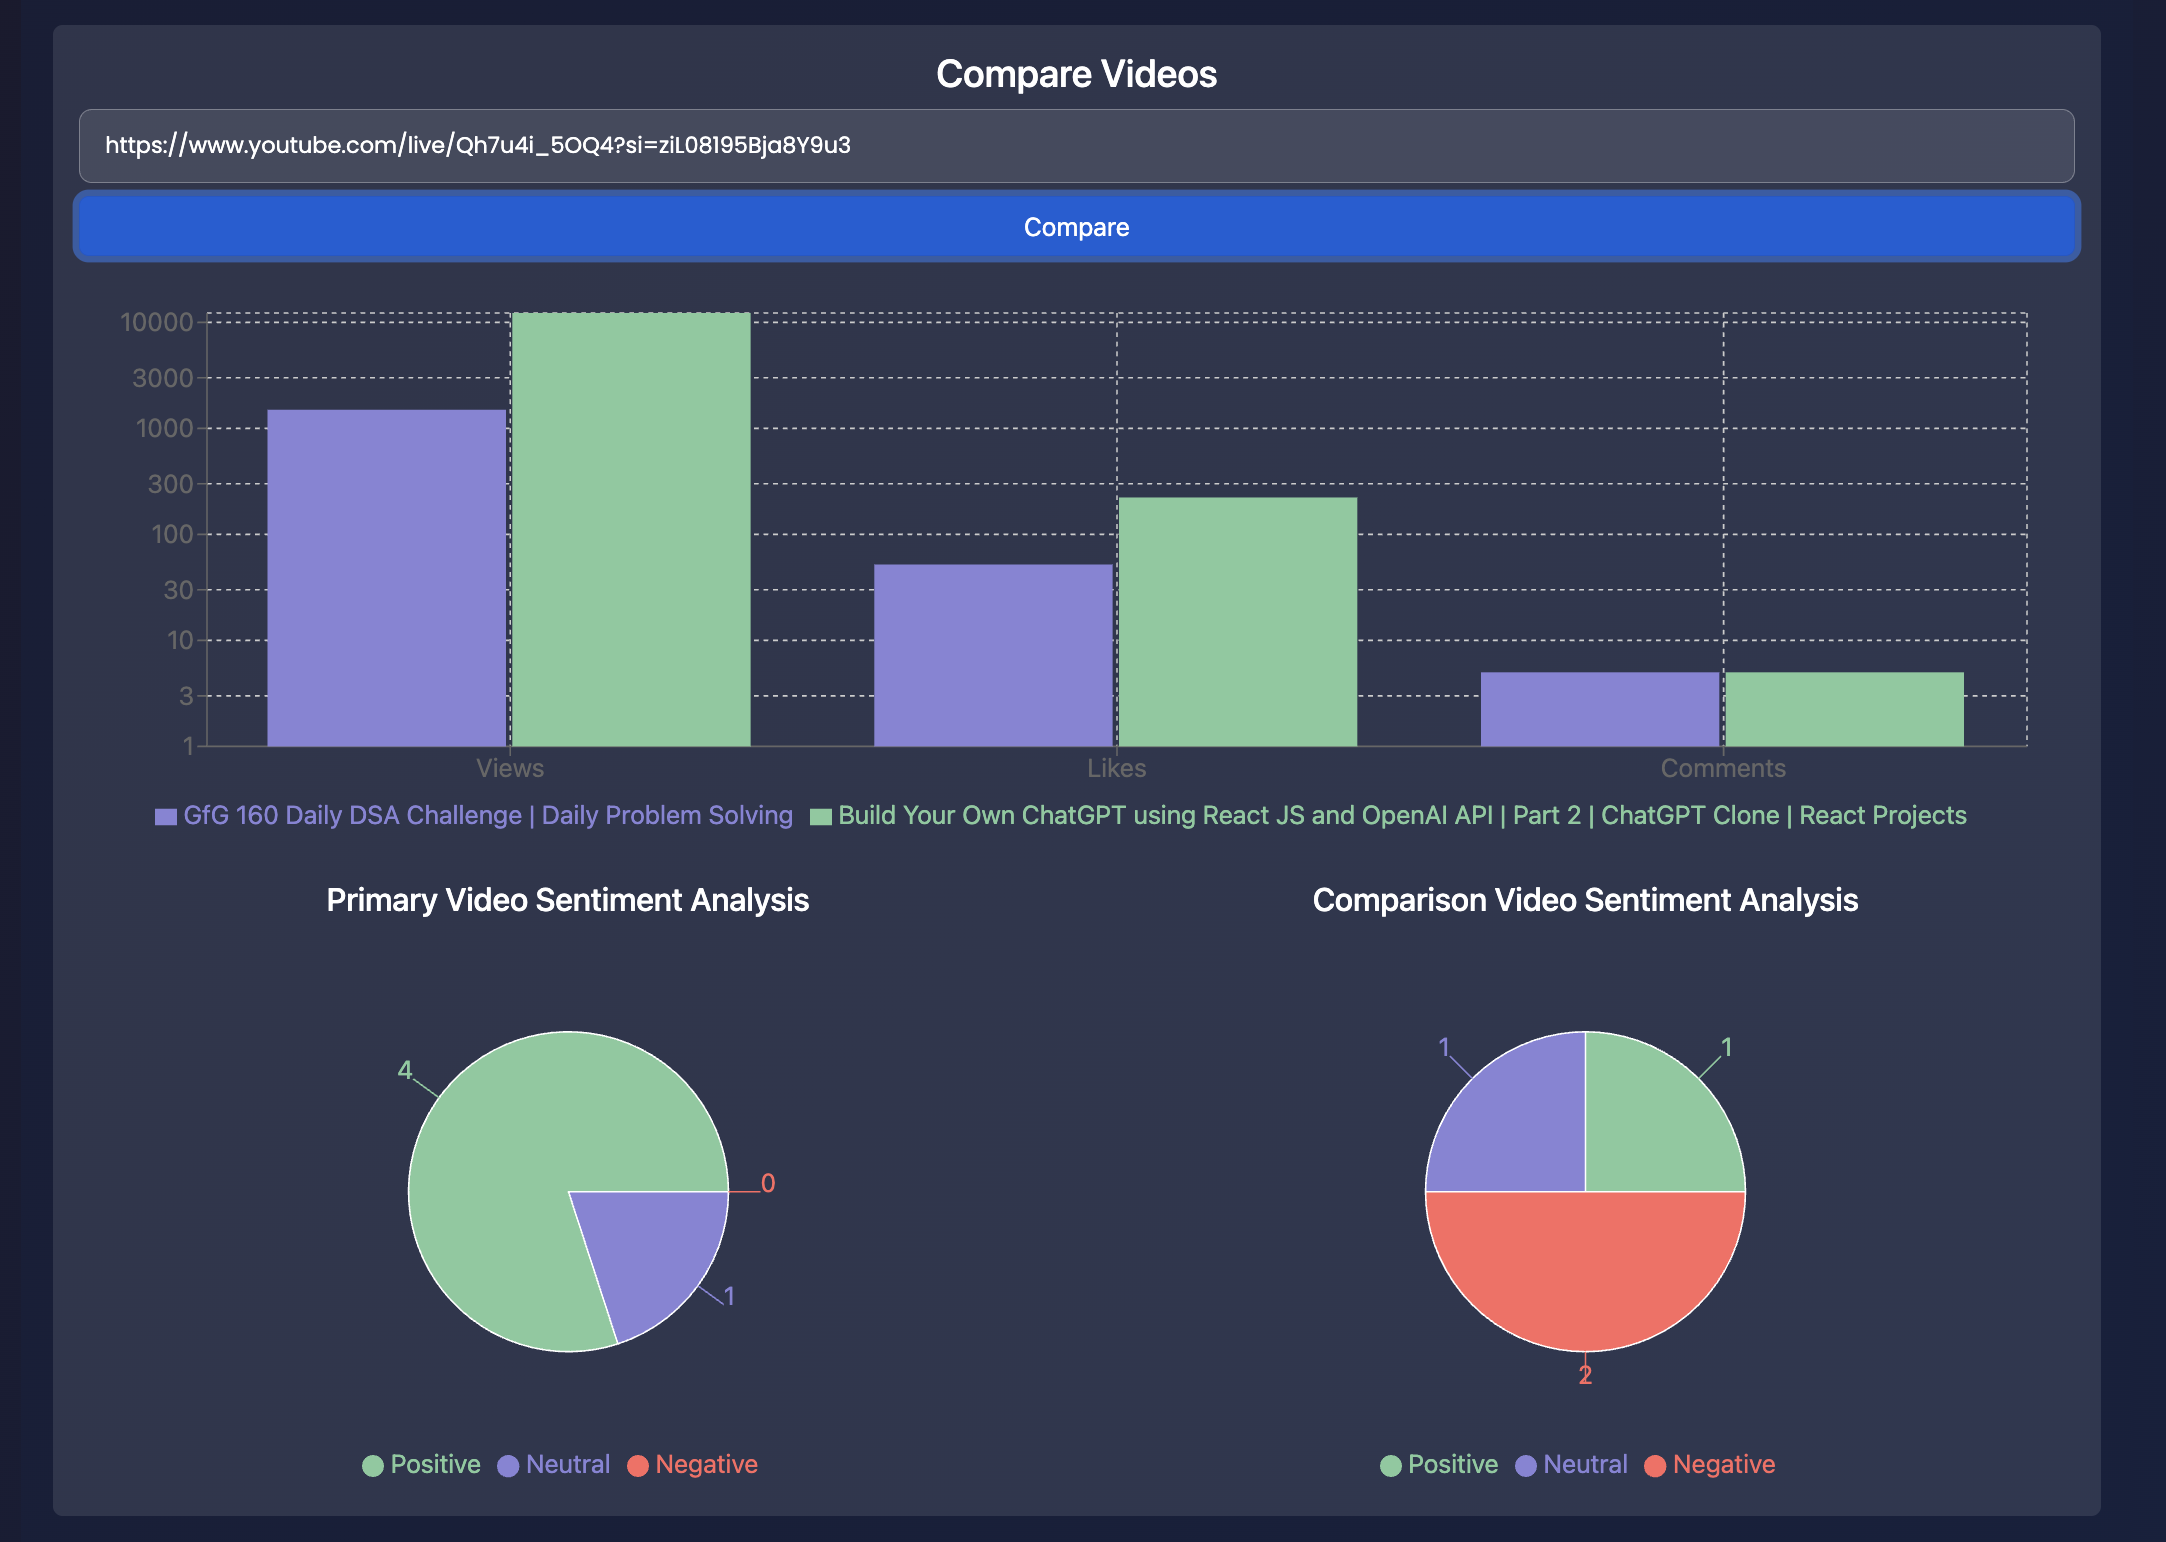 Compare Videos
https://www.youtube.com/live/Qh7u4i_5OQ4?si=ziL08195Bja8Y9u3
Compare
10000
3000
1000
300
100
30
10
3
1
Views Likes Comments
GfG 160 Daily DSA Challenge | Daily Problem Solving Build Your Own ChatGPT using React JS and OpenAI API | Part 2 | ChatGPT Clone | React Projects
Primary Video Sentiment Analysis
4
0
1
Positive Neutral Negative
Comparison Video Sentiment Analysis
1 1
2
Positive Neutral Negative